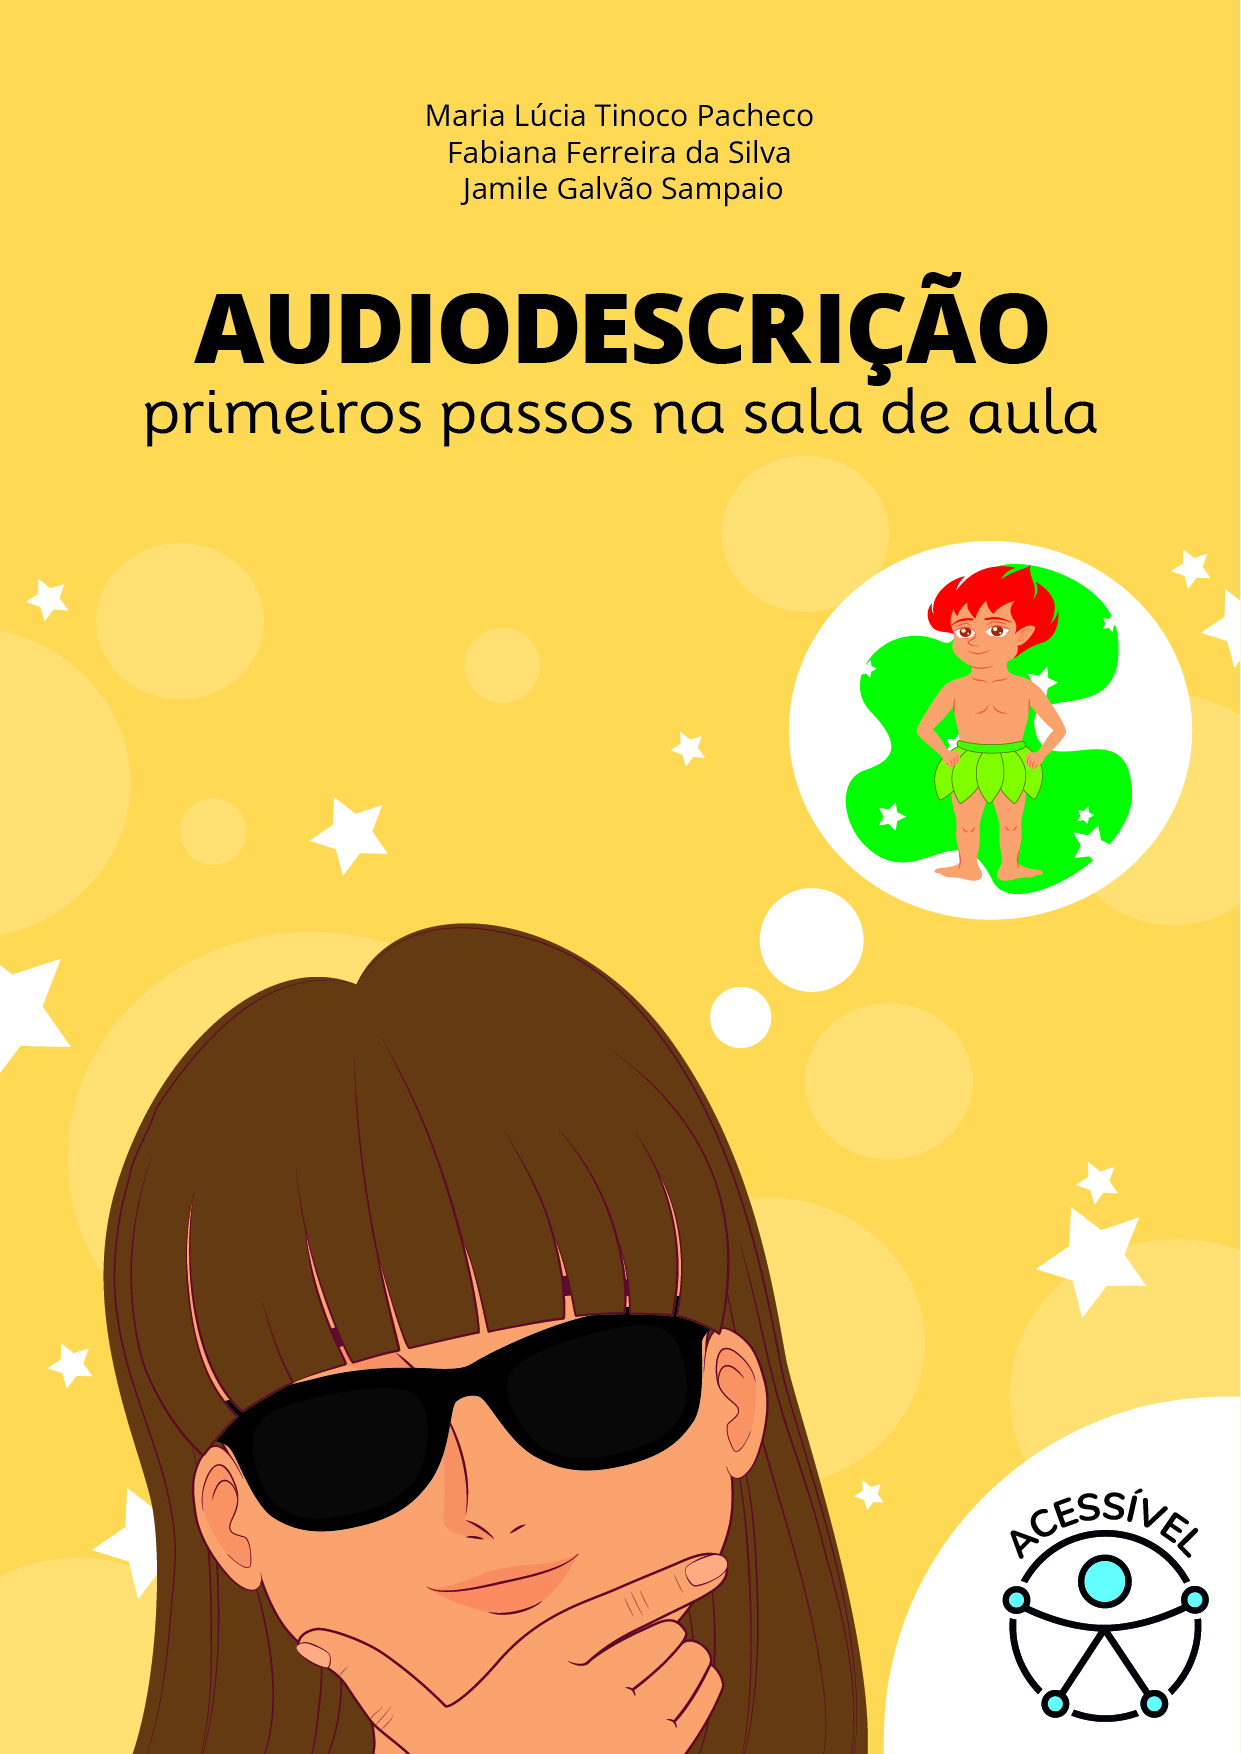 Maria Lúcia Tinoco Pacheco
Fabiana Ferreira da Silva
Jamile Galvão Sampaio
AUDIODESCRIÇÃO
primeiros passos na sala de aula
ACESSÍVEL